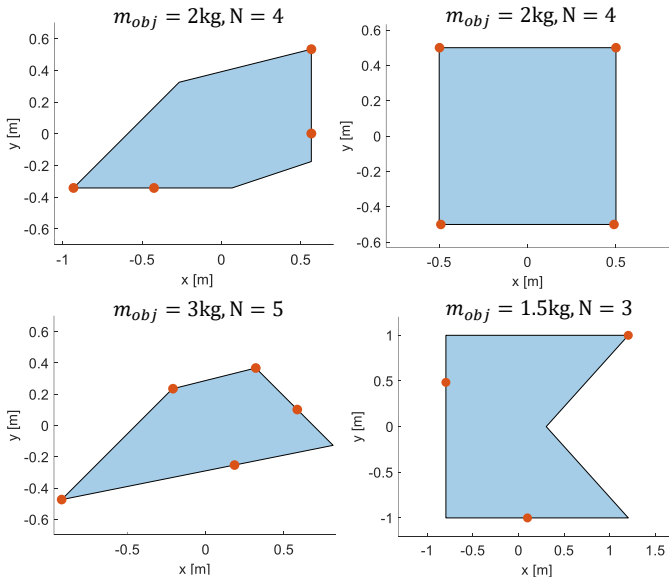 m_obj = 2kg, N = 4
0.6
0.4
0.2
0
-0.2
-0.4
-0.6
y [m]
-1 -0.5 0 0.5
x [m]
m_obj = 2kg, N = 4
0.6
0.4
0.2
0
-0.2
-0.4
-0.6
y [m]
-0.5 0 0.5
x [m]
m_obj = 3kg, N = 5
0.6
0.4
0.2
0
-0.2
-0.4
-0.6
y [m]
-0.5 0 0.5
x [m]
m_obj = 1.5kg, N = 3
1
0.5
0
-0.5
-1
y [m]
-1 -0.5 0 0.5 1 1.5
x [m]